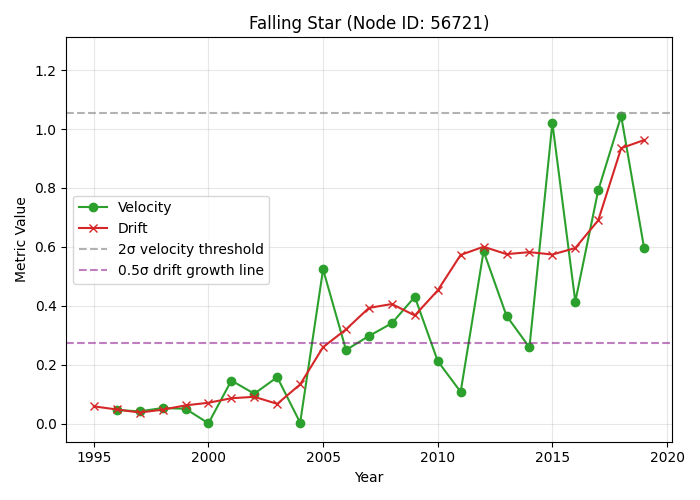 Falling Star (Node ID: 56721)
Metric Value
1.2
1.0
0.8
0.6
0.4
0.2
0.0
Velocity
Drift
2σ velocity threshold
0.5σ drift growth line
1995 2000 2005 2010 2015 2020
Year